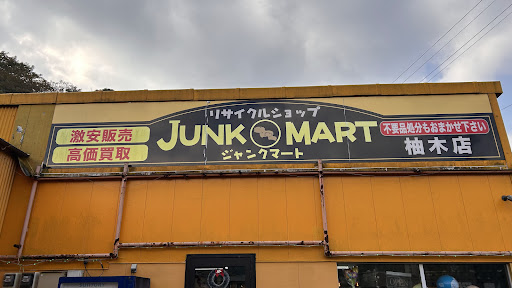 リサイクルショップ
激安販売
高価買取
JUNK MART
ジャンクマート
不要品処分もおまかせ下さい
柚木店